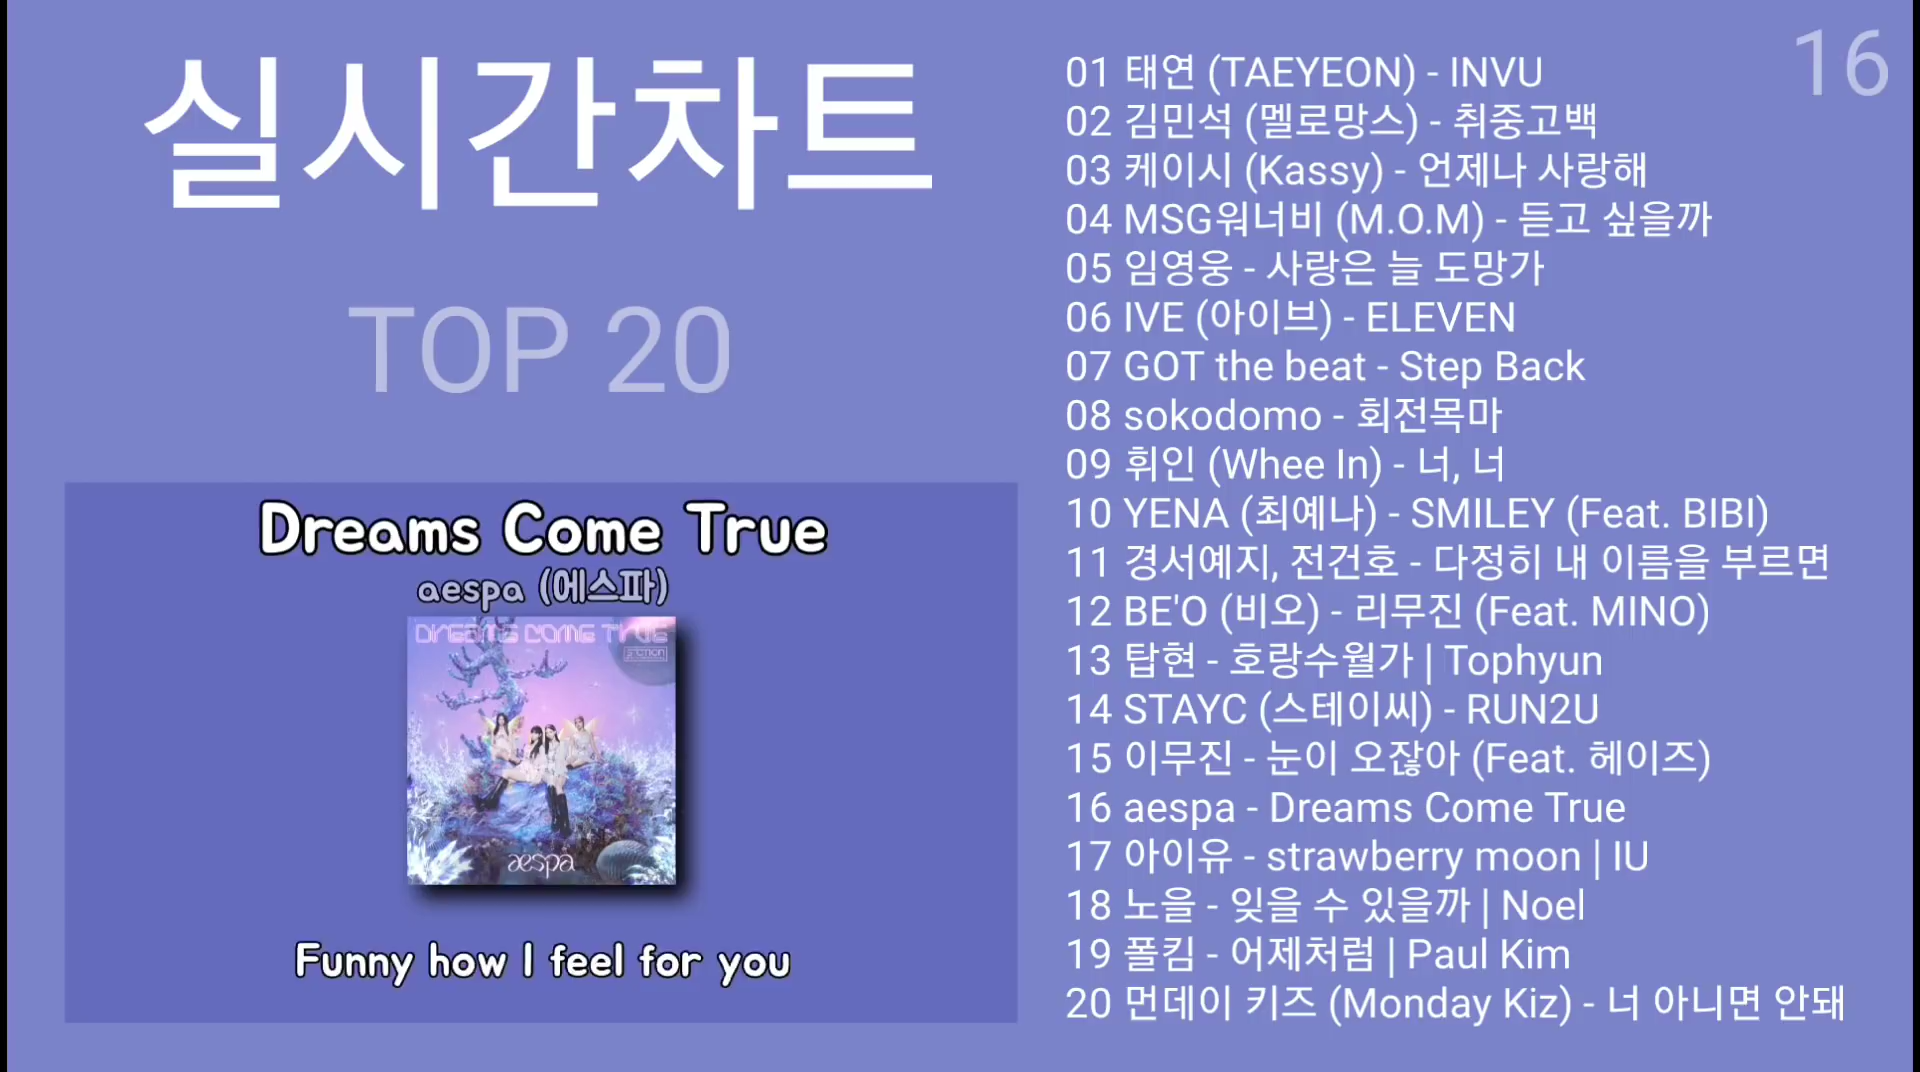 실시간차트
TOP 20
16
01 태연 (TAEYEON) - INVU
02 김민석 (멜로망스) - 취중고백
03 케이시 (Kassy) - 언제나 사랑해
04 MSG워너비 (M.O.M) - 듣고 싶을까
05 임영웅 - 사랑은 늘 도망가
06 IVE (아이브) - ELEVEN
07 GOT the beat - Step Back
08 sokodomo - 회전목마
09 휘인 (Whee In) - 너, 너
10 YENA (최예나) - SMILEY (Feat. BIBI)
11 경서예지, 전건호 - 다정히 내 이름을 부르면
12 BE'O (비오) - 리무진 (Feat. MINO)
13 탑현 - 호랑수월가 | Tophyun
14 STAYC (스테이씨) - RUN2U
15 이무진 - 눈이 오잖아 (Feat. 헤이즈)
16 aespa - Dreams Come True
17 아이유 - strawberry moon | IU
18 노을 - 잊을 수 있을까 | Noel
19 폴킴 - 어제처럼 | Paul Kim
20 먼데이 키즈 (Monday Kiz) - 너 아니면 안돼
Dreams Come True
aespa (에스파)
DREAMS COME TRUE
aespa
Funny how I feel for you